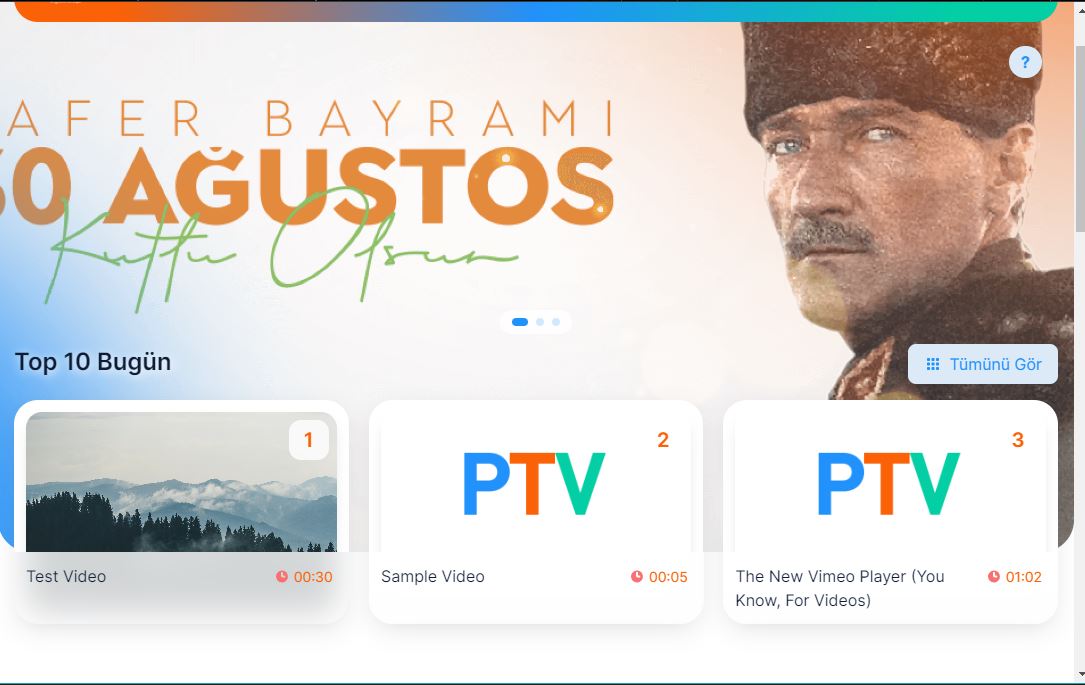 ?
AFER BAYRAMI
30 AĞUSTOS
Kutlu Olsun
Top 10 Bugün
Tümünü Gör
1
2
3
PTV
PTV
Test Video
00:30
Sample Video
00:05
The New Vimeo Player (You
Know, For Videos)
01:02